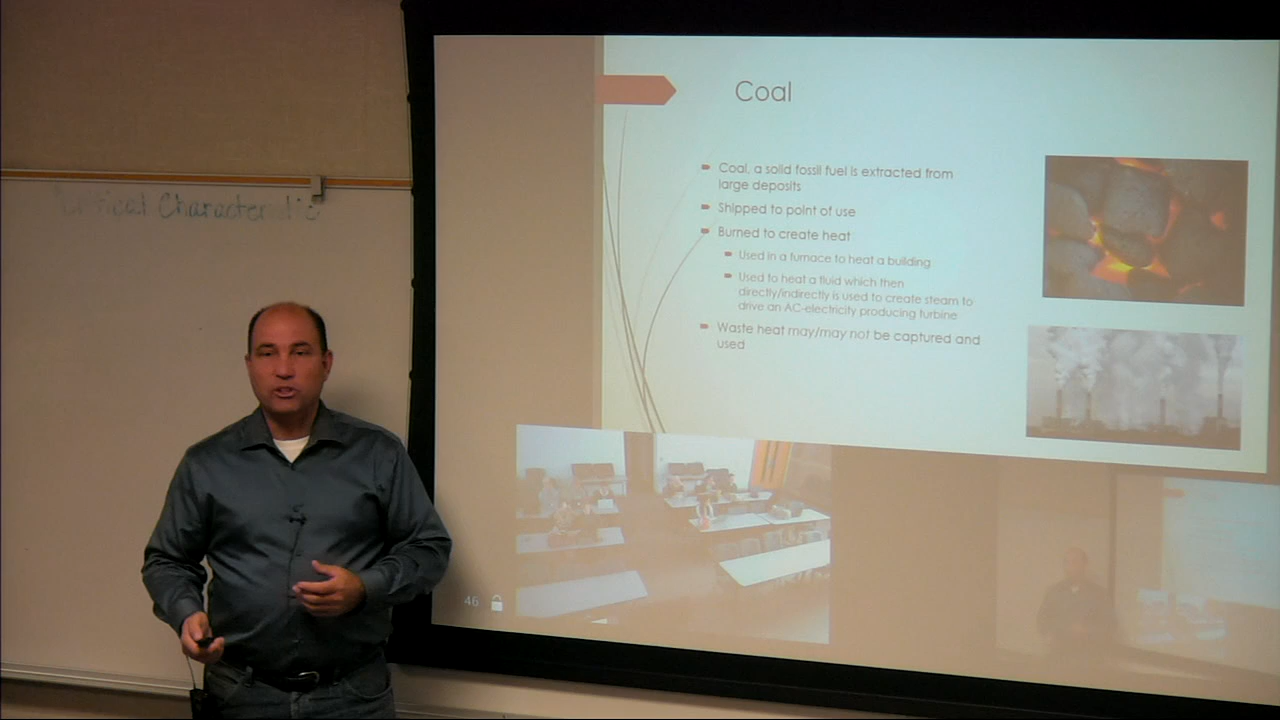 Critical Characteristic
Coal
Coal, a solid fossil fuel is extracted from
large deposits
Shipped to point of use
Burned to create heat
Used in a furnace to heat a building
Used to heat a fluid which then
directly/indirectly is used to create steam to
drive an AC-electricity producing turbine
Waste heat may/may not be captured and
used
46